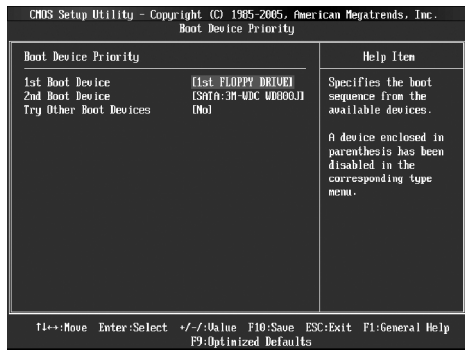 CMOS Setup Utility - Copyright (C) 1985-2005, American Megatrends, Inc.
Boot Device Priority
Boot Device Priority
1st Boot Device [1st FLOPPY DRIVE]
2nd Boot Device [SATA:3M-WDC WD800J]
Try Other Boot Devices [No]
Help Item
Specifies the boot
sequence from the
available devices.
A device enclosed in
parenthesis has been
disabled in the
corresponding type
menu.
↑↓↔:Move Enter:Select +/-/:Value F10:Save ESC:Exit F1:General Help
F9:Optimized Defaults